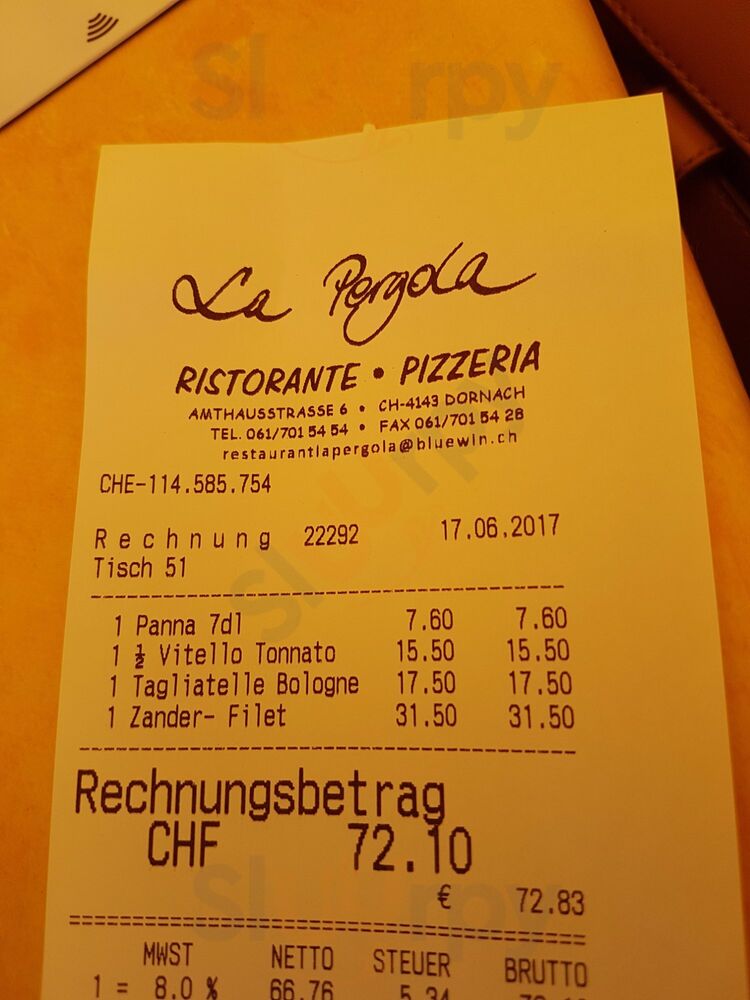 La Pergola
RISTORANTE • PIZZERIA
AMTHAUSSTRASSE 6 • CH-4143 DORNACH
TEL. 061/701 54 54 • FAX 061/701 54 28
restaurantlapergola@bluewin.ch
CHE-114.585.754
Rechnung 22292 17.06.2017
Tisch 51
1 Panna 7dl 7.60 7.60
1 ½ Vitello Tonnato 15.50 15.50
1 Tagliatelle Bologne 17.50 17.50
1 Zander- Filet 31.50 31.50
Rechnungsbetrag
CHF 72.10
€ 72.83
MWST NETTO STEUER BRUTTO
1 = 8.0 % 66.76 5.34